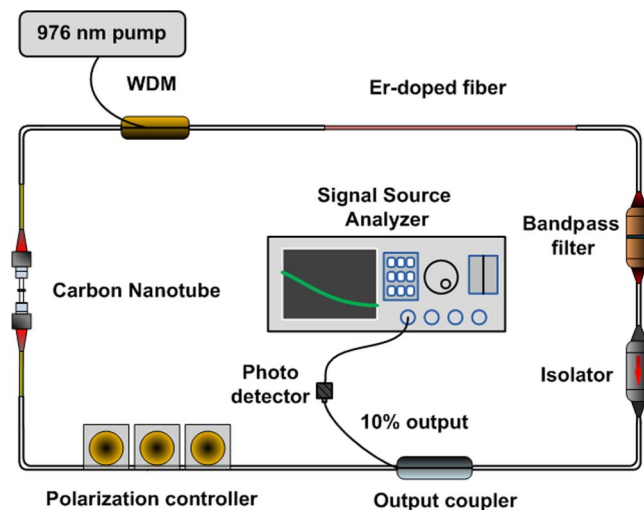 976 nm pump
WDM
Er-doped fiber
Signal Source
Analyzer
Bandpass
filter
Carbon Nanotube
Isolator
Photo
detector
10% output
Polarization controller
Output coupler